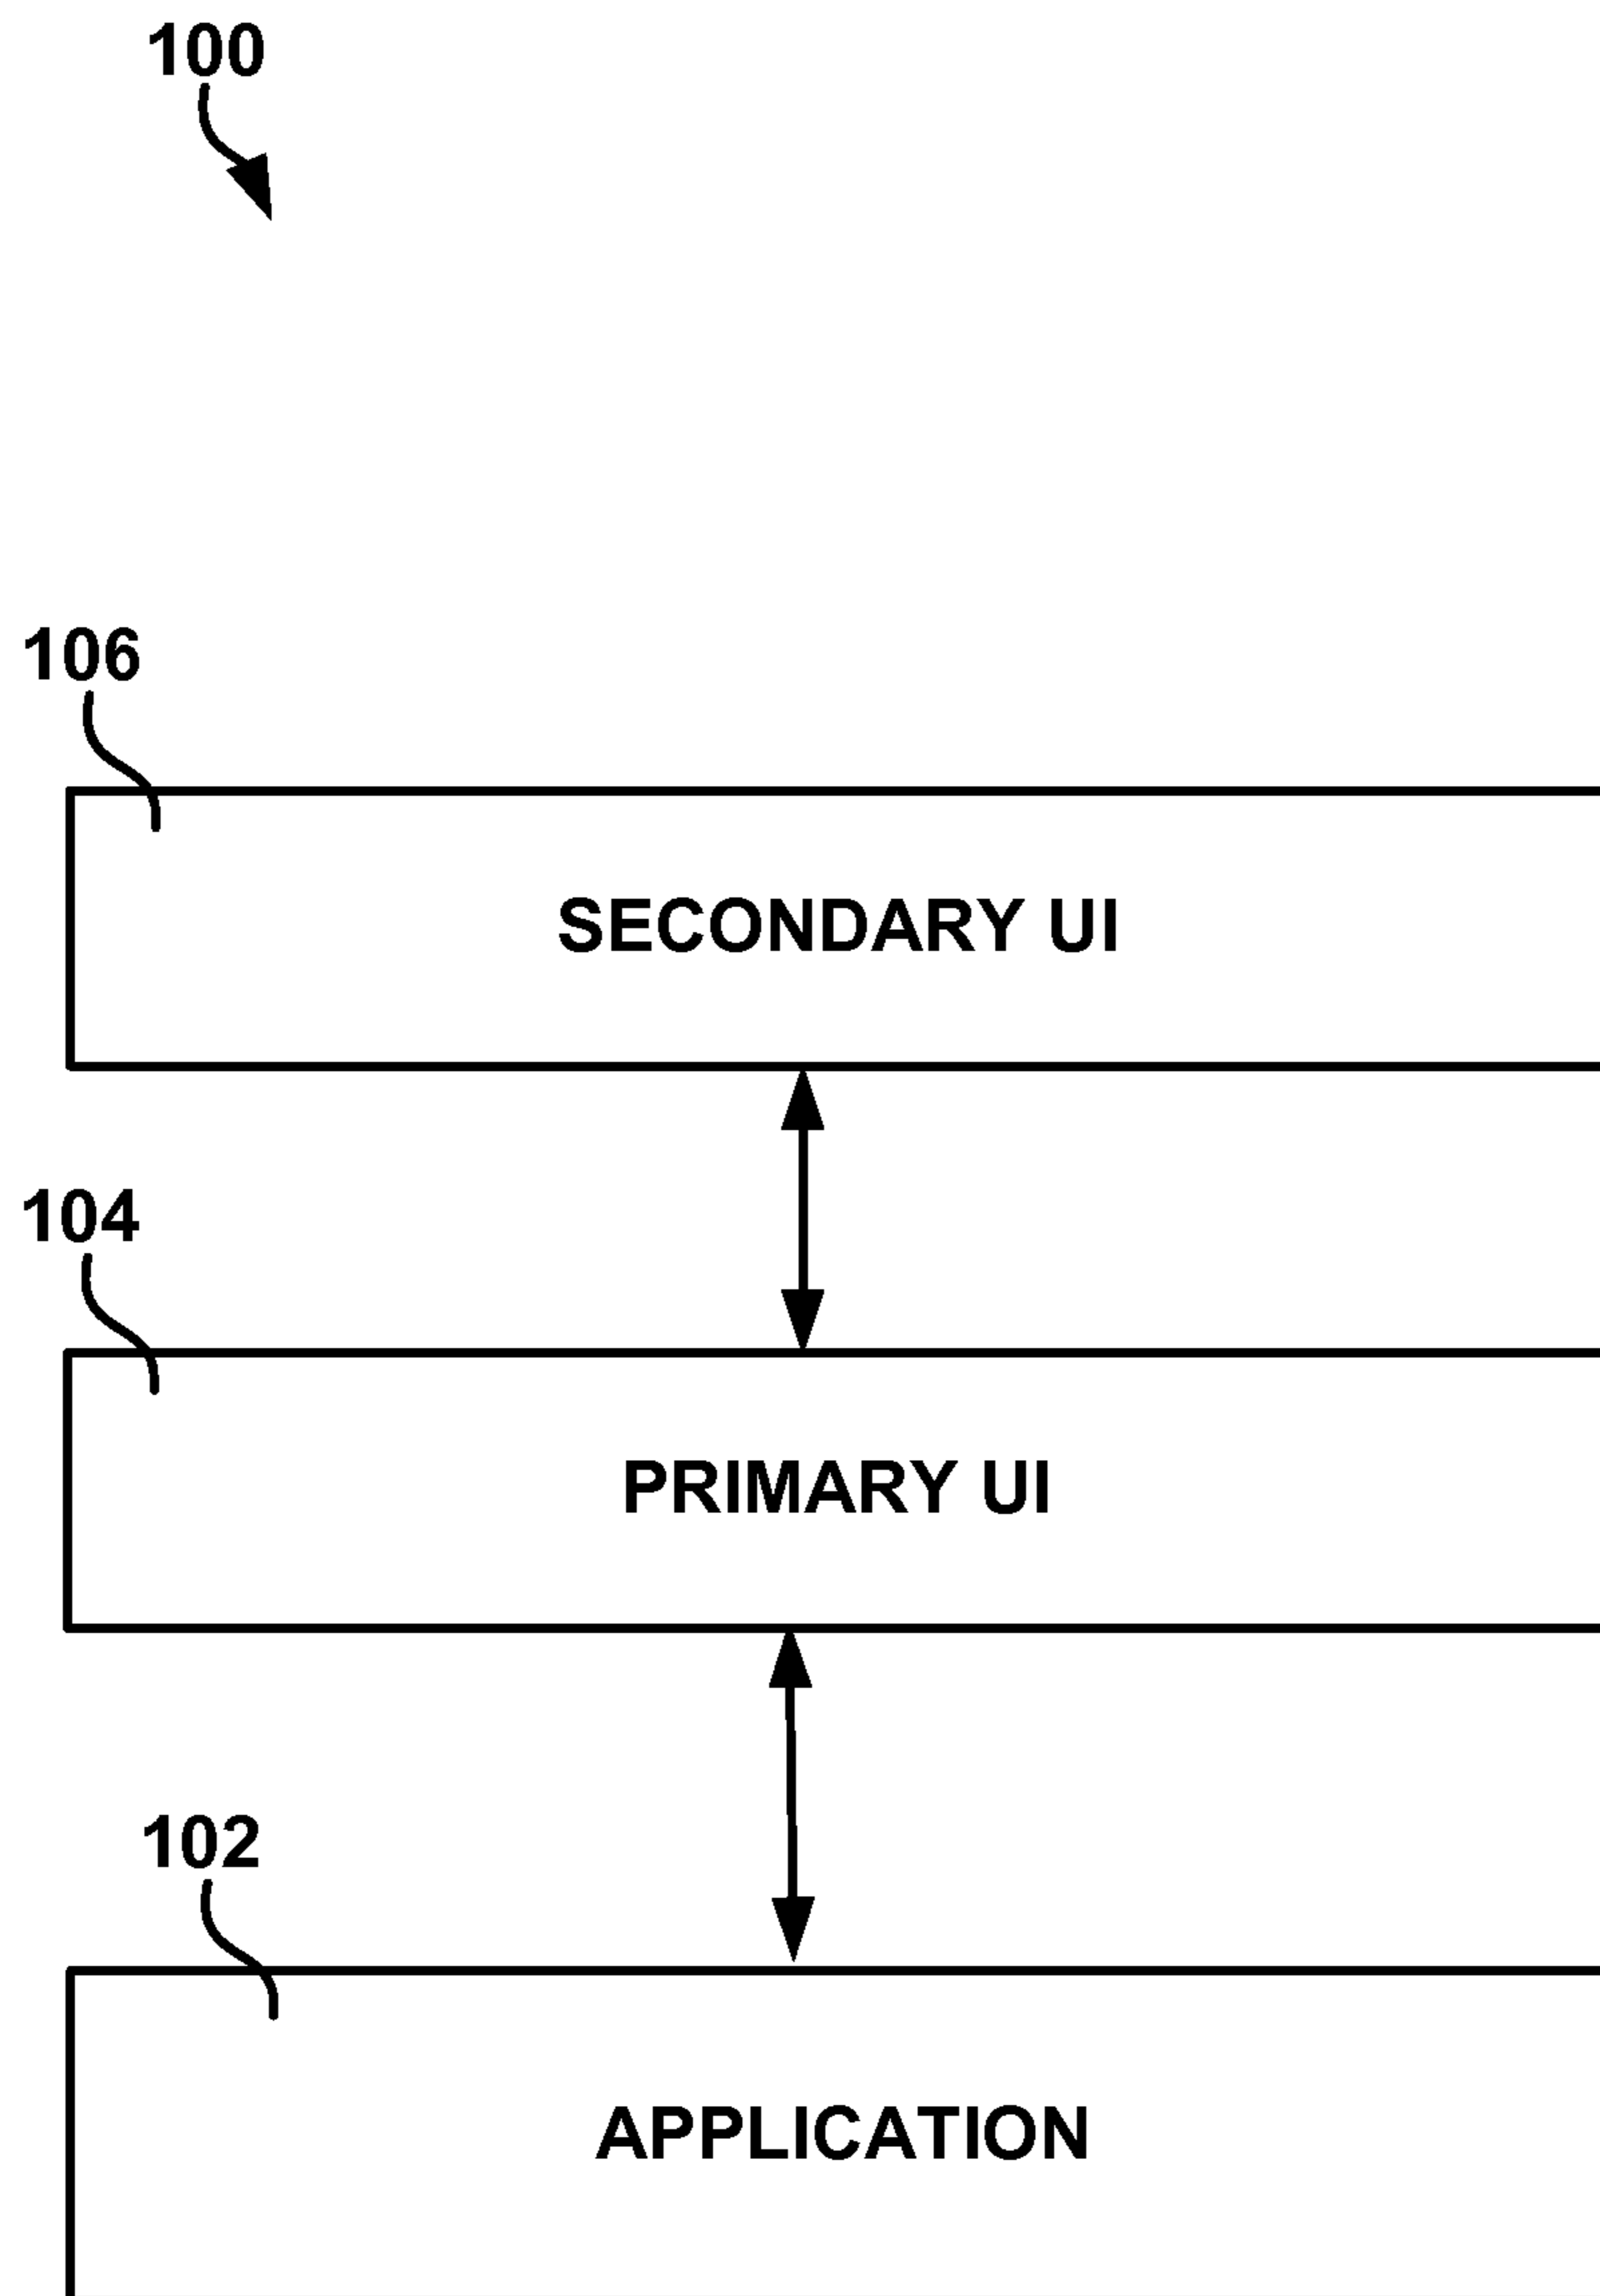 100
106
SECONDARY UI
104
PRIMARY UI
102
APPLICATION